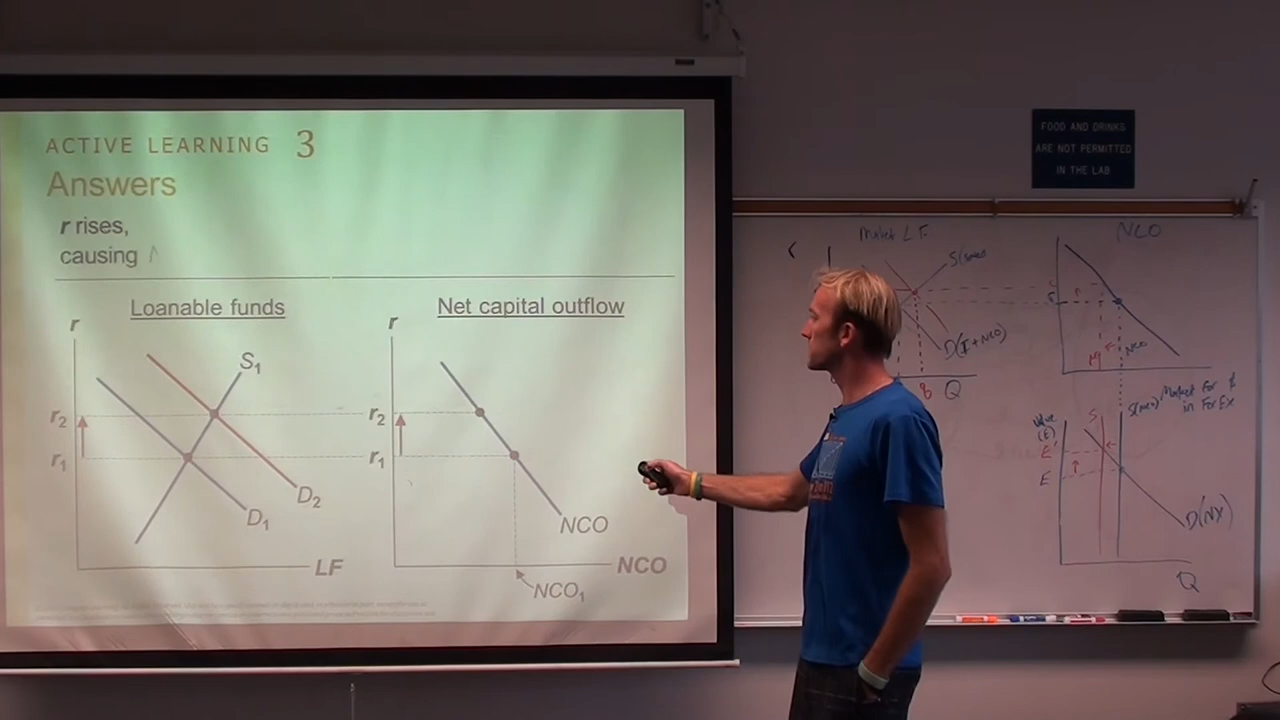 ACTIVE LEARNING 3
Answers
r rises,
causing N
Loanable funds
Net capital outflow
r
r
S₁
r₂
r₂
r₁
r₁
D₂
D₁
NCO
LF
NCO
NCO₁
FOOD AND DRINKS
ARE NOT PERMITTED
IN THE LAB
Market LF
D(I + NCO)
Q
NCO
NCO
Market for $
in For Ex
Value
(E)
S
E'
E
D(NX)
Q